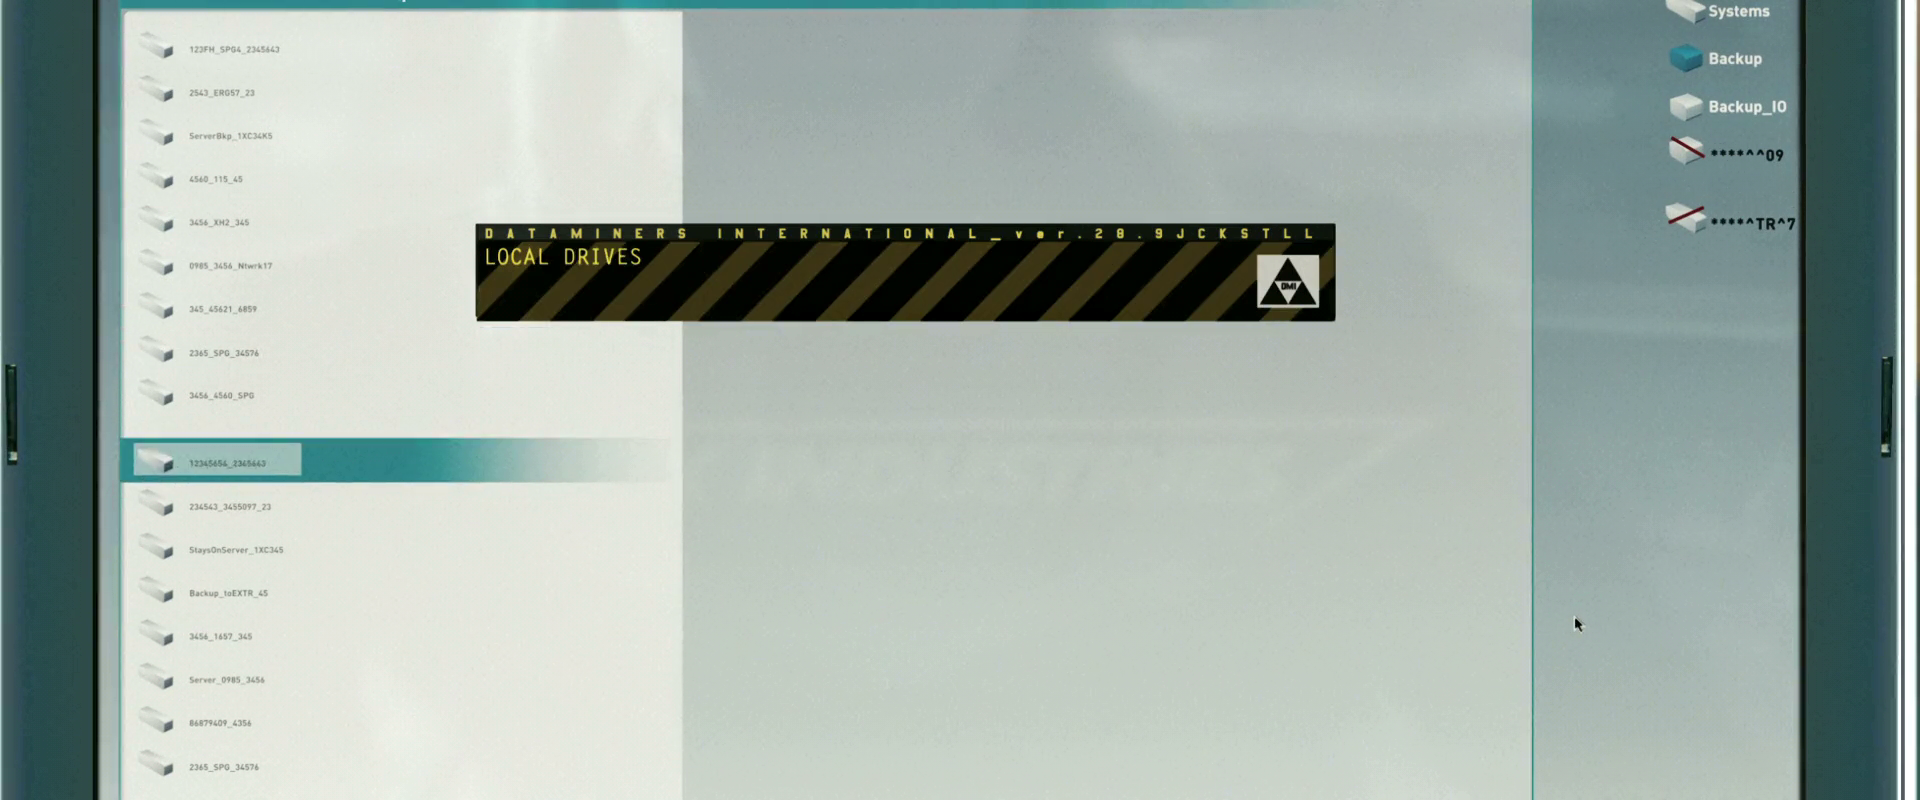 123FH_SPG4_2345643
2543_ERG57_23
ServerBkp_1XC34K5
4560_115_45
3456_XH2_345
0985_3456_Ntwrk17
345_45621_6859
2365_SPG_34576
3456_4560_SPG
12345654_2345643
234543_3455097_23
StaysOnServer_1XC345
Backup_toEXTR_45
3456_1657_345
Server_0985_3456
86879409_4356
2365_SPG_34576
DATAMINERS INTERNATIONAL_ver.28.9JCKSTLL
LOCAL DRIVES
DMI
Systems
Backup
Backup_IO
****^^09
****^TR^7